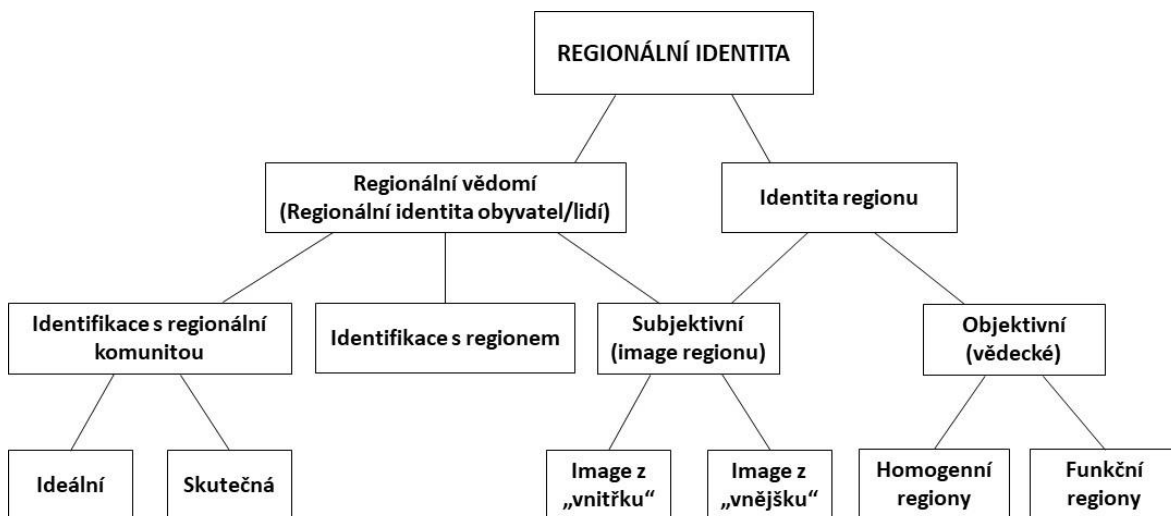 REGIONÁLNÍ IDENTITA
Regionální vědomí
(Regionální identita obyvatel/lidí)
Identita regionu
Identifikace s regionální
komunitou
Identifikace s regionem
Subjektivní
(image regionu)
Objektivní
(vědecké)
Ideální
Skutečná
Image z
„vnitřku“
Image z
„vnějšku“
Homogenní
regiony
Funkční
regiony